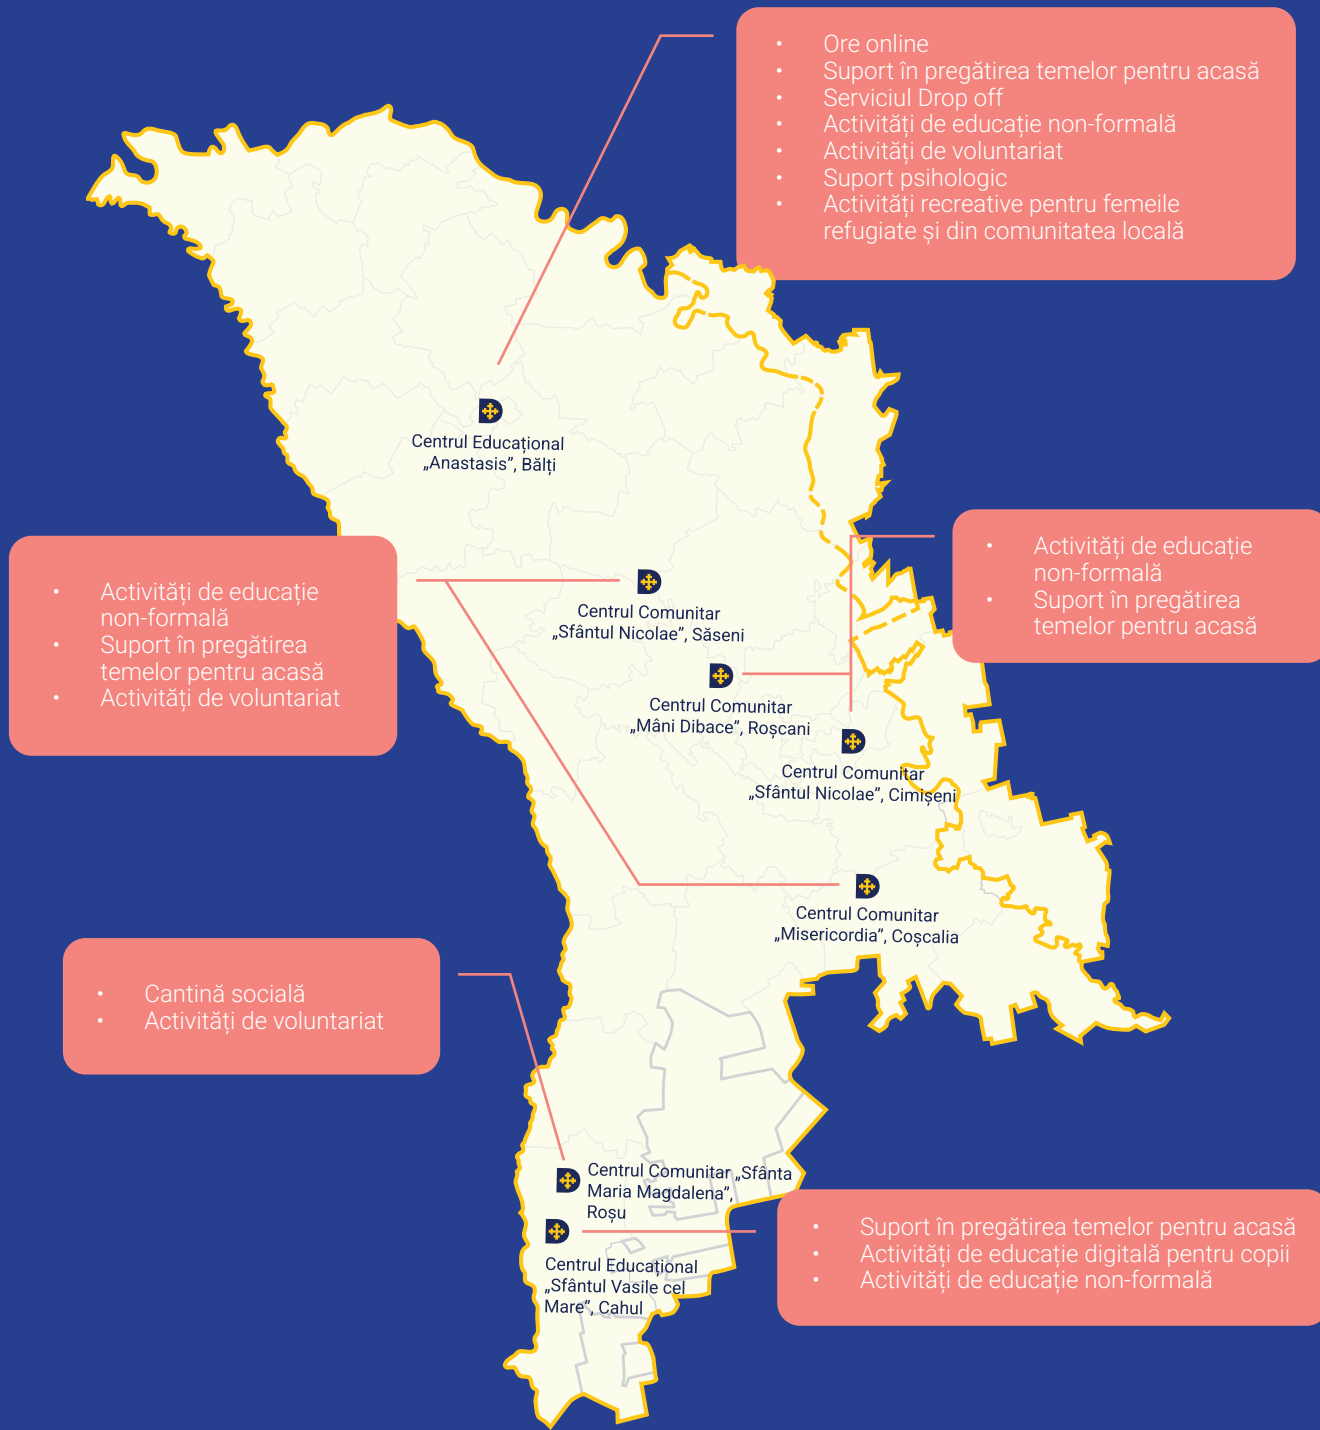 • Ore online
• Suport în pregătirea temelor pentru acasă
• Serviciul Drop off
• Activități de educație non-formală
• Activități de voluntariat
• Suport psihologic
• Activități recreative pentru femeile
refugiate și din comunitatea locală
Centrul Educațional
„Anastasis”, Bălți
• Activități de educație
non-formală
• Suport în pregătirea
temelor pentru acasă
• Activități de educație
non-formală
• Suport în pregătirea
temelor pentru acasă
• Activități de voluntariat
Centrul Comunitar
„Sfântul Nicolae”, Săseni
Centrul Comunitar
„Mâni Dibace”, Roșcani
Centrul Comunitar
„Sfântul Nicolae”, Cimișeni
Centrul Comunitar
„Misericordia”, Coșcalia
• Cantină socială
• Activități de voluntariat
Centrul Comunitar „Sfânta
Maria Magdalena”,
Roșu
Centrul Educațional
„Sfântul Vasile cel
Mare”, Cahul
• Suport în pregătirea temelor pentru acasă
• Activități de educație digitală pentru copii
• Activități de educație non-formală